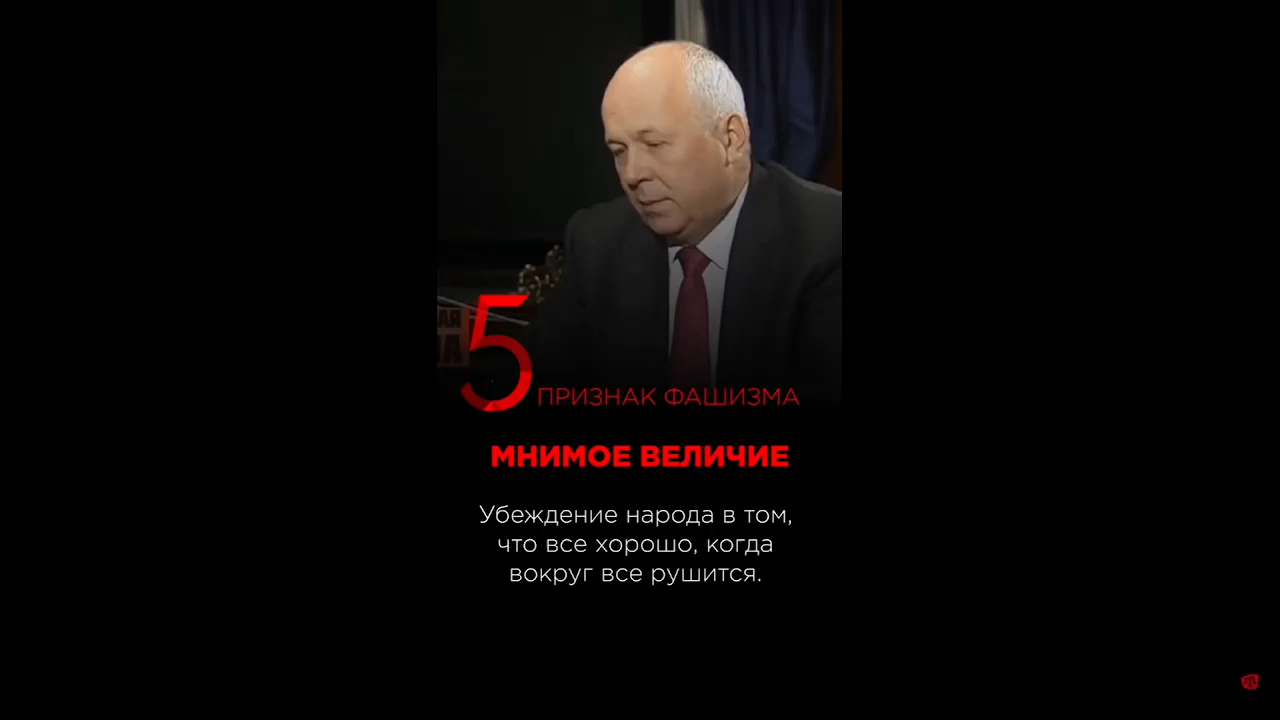 5 ПРИЗНАК ФАШИЗМА
МНИМОЕ ВЕЛИЧИЕ
Убеждение народа в том,
что все хорошо, когда
вокруг все рушится.